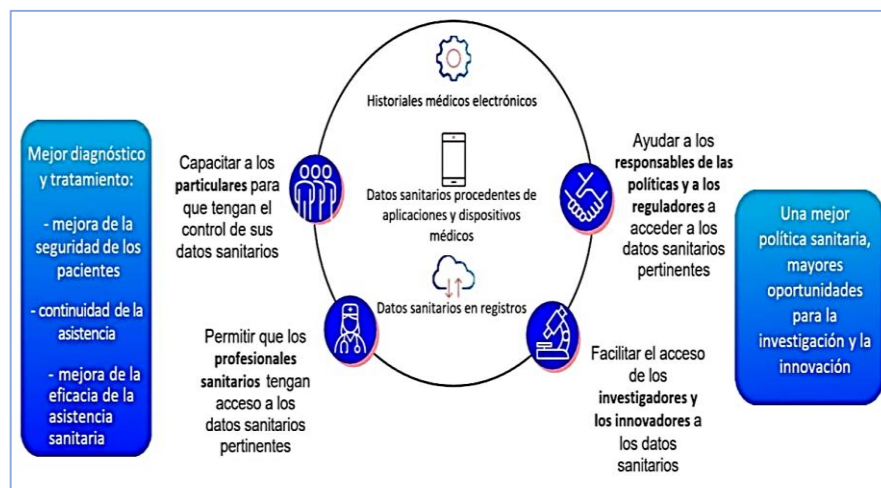 Mejor diagnóstico
y tratamiento:
- mejora de la
seguridad de los
pacientes
- continuidad de la
asistencia
- mejora de la
eficacia de la
asistencia
sanitaria
Capacitar a los
particulares para
que tengan el
control de sus
datos sanitarios
Permitir que los
profesionales
sanitarios tengan
acceso a los
datos sanitarios
pertinentes
Historiales médicos electrónicos
Datos sanitarios procedentes de
aplicaciones y dispositivos
médicos
Datos sanitarios en registros
Ayudar a los
responsables de las
políticas y a los
reguladores a
acceder a los
datos sanitarios
pertinentes
Facilitar el acceso
de los
investigadores y
los innovadores a
los datos
sanitarios
Una mejor
política sanitaria,
mayores
oportunidades
para la
investigación y la
innovación